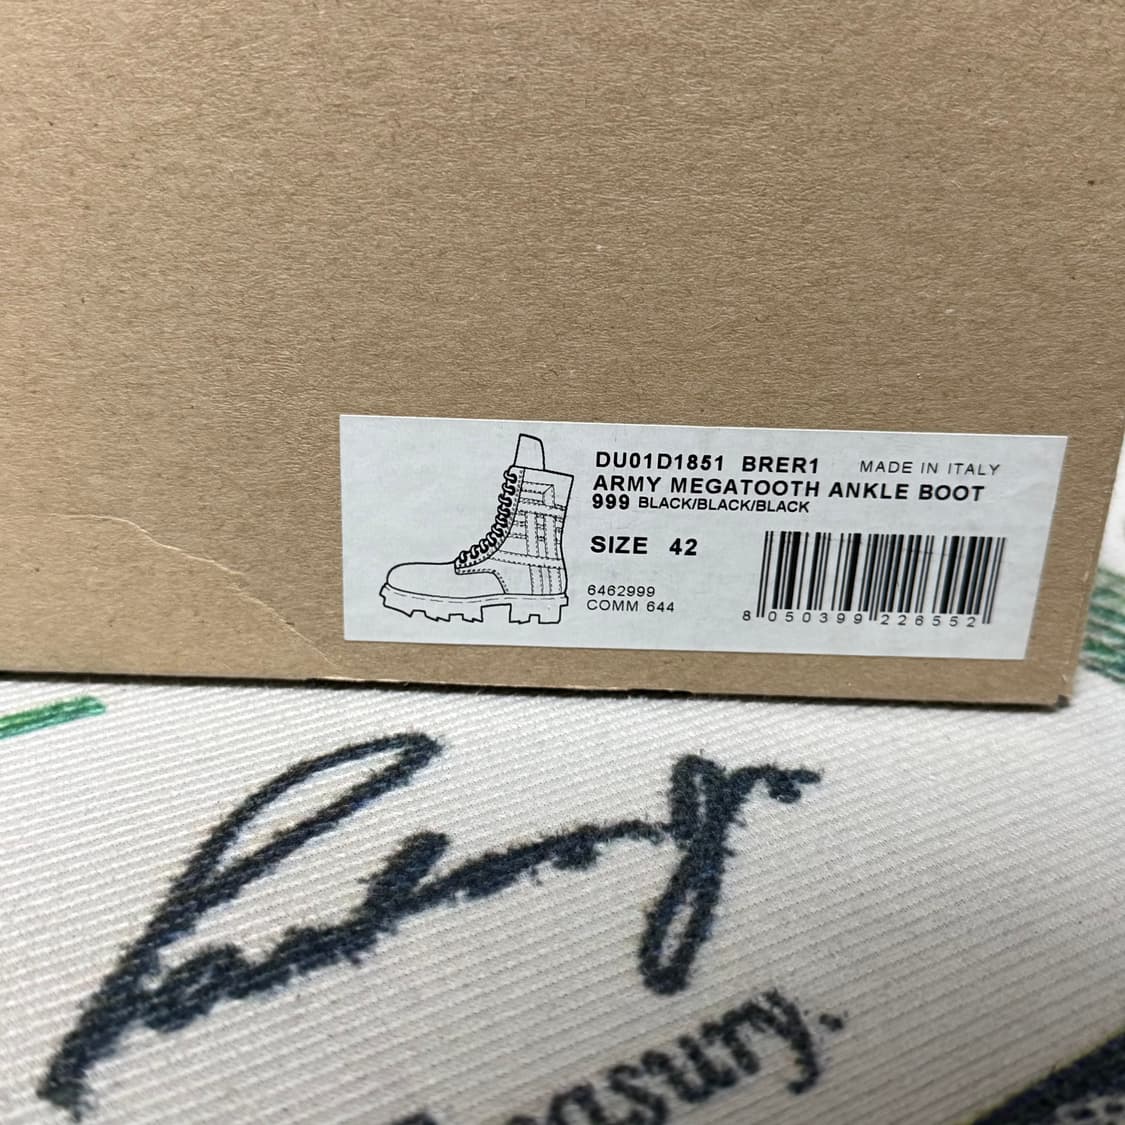 DU01D1851 BRER1 MADE IN ITALY
ARMY MEGATOOTH ANKLE BOOT
999 BLACK/BLACK/BLACK
SIZE 42
6462999
COMM 644
8 050399 226552